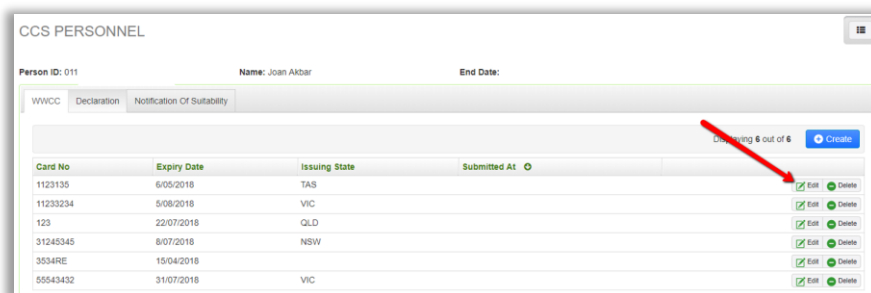 CCS PERSONNEL
Person ID: 011 Name: Joan Akbar End Date:
WWCC Declaration Notification Of Suitability
Displaying 6 out of 6 Create
Card No Expiry Date Issuing State Submitted At
1123135 6/05/2018 TAS Edit Delete
11233234 5/08/2018 VIC Edit Delete
123 22/07/2018 QLD Edit Delete
31245345 8/07/2018 NSW Edit Delete
3534RE 15/04/2018 Edit Delete
55543432 31/07/2018 VIC Edit Delete